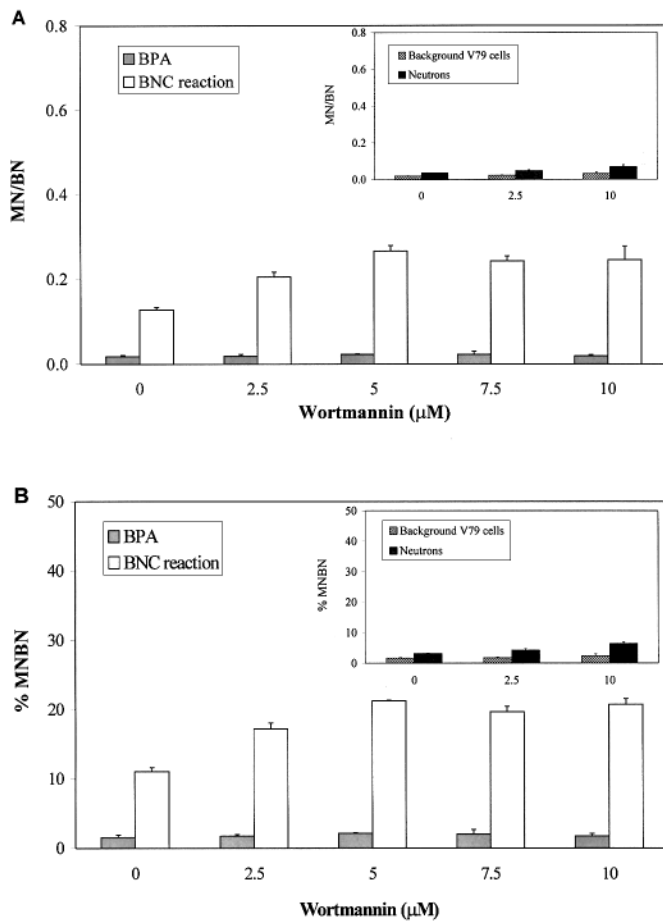 A
0.8
0.6
0.4
0.2
0.0
MN/BN
BPA
BNC reaction
0.8
0.6
0.4
0.2
0.0
MN/BN
Background V79 cells
Neutrons
0 2.5 10
0 2.5 5 7.5 10
Wortmannin (μM)
B
50
40
30
20
10
0
% MNBN
BPA
BNC reaction
50
40
30
20
10
0
% MNBN
Background V79 cells
Neutrons
0 2.5 10
0 2.5 5 7.5 10
Wortmannin (μM)